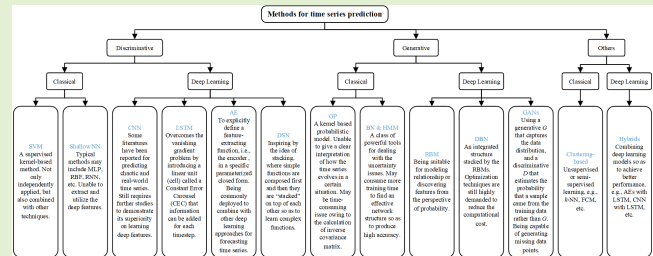 Methods for time series prediction
Discriminative
Generative
Others
Classical
Deep Learning
Classical
Deep Learning
Classical
Deep Learning
SVM
A supervised
kernel-based
method. Not
only
independently
applied, but
also combined
with other
techniques.
Shallow NN
Typical
methods may
include MLP,
RBF, RNN,
etc. Unable to
extract and
utilize the
deep features.
CNN
Some
literatures
have been
reported for
predicting
chaotic and
real-world
time series.
Still require
further studies
to demonstrate
its superiority
on learning
deep features.
LSTM
Overcomes the
vanishing
gradient
problem by
introducing a
linear unit
(cell) called a
Constant Error
Carousel
(CEC) that
information
can be added
for each
timestep.
AE
To explicitly
define a
feature-
extracting
function, i.e.,
the encoder,
in a specific
parameterized
closed form.
Being
commonly
deployed to
combine with
other deep
learning
approaches for
forecasting
time series.
DSN
Inspiring by
the idea of
stacking,
where simple
functions are
composed first
and then they
are “stacked”
on top of each
other so as to
learn complex
functions.
GP
A kernel based
probabilistic
model. Unable
to give a clear
interpretation
of how the
time series
evolves in a
certain
situation. May
be time-
consuming
issue owing to
the calculation
of inverse
covariance
matrix.
BN & HMM
A class of
powerful tools
for dealing
with the
uncertainty
issues. May
consume more
training time
to find an
effective
network
structure so as
to produce
high accuracy.
RBM
Being suitable
for modeling
relationship or
discovering
features from
the perspective
of probability.
DBN
An integrated
structure
stacked by the
RBMs.
Optimization
techniques are
still highly
demanded to
reduce the
computational
cost.
GANs
Using a
generative G
that captures
the data
distribution,
and a
discriminative
D that
estimates the
probability
that a sample
came from the
training data
rather than G.
Being capable
of generating
missing data
points.
Clustering-
based
Unsupervised
or semi-
supervised
learning, e.g.,
k-NN, FCM,
etc.
Hybrids
Combining
deep learning
models so as
to achieve
better
performance,
e.g., AEs with
LSTM, CNN
with LSTM,
etc.